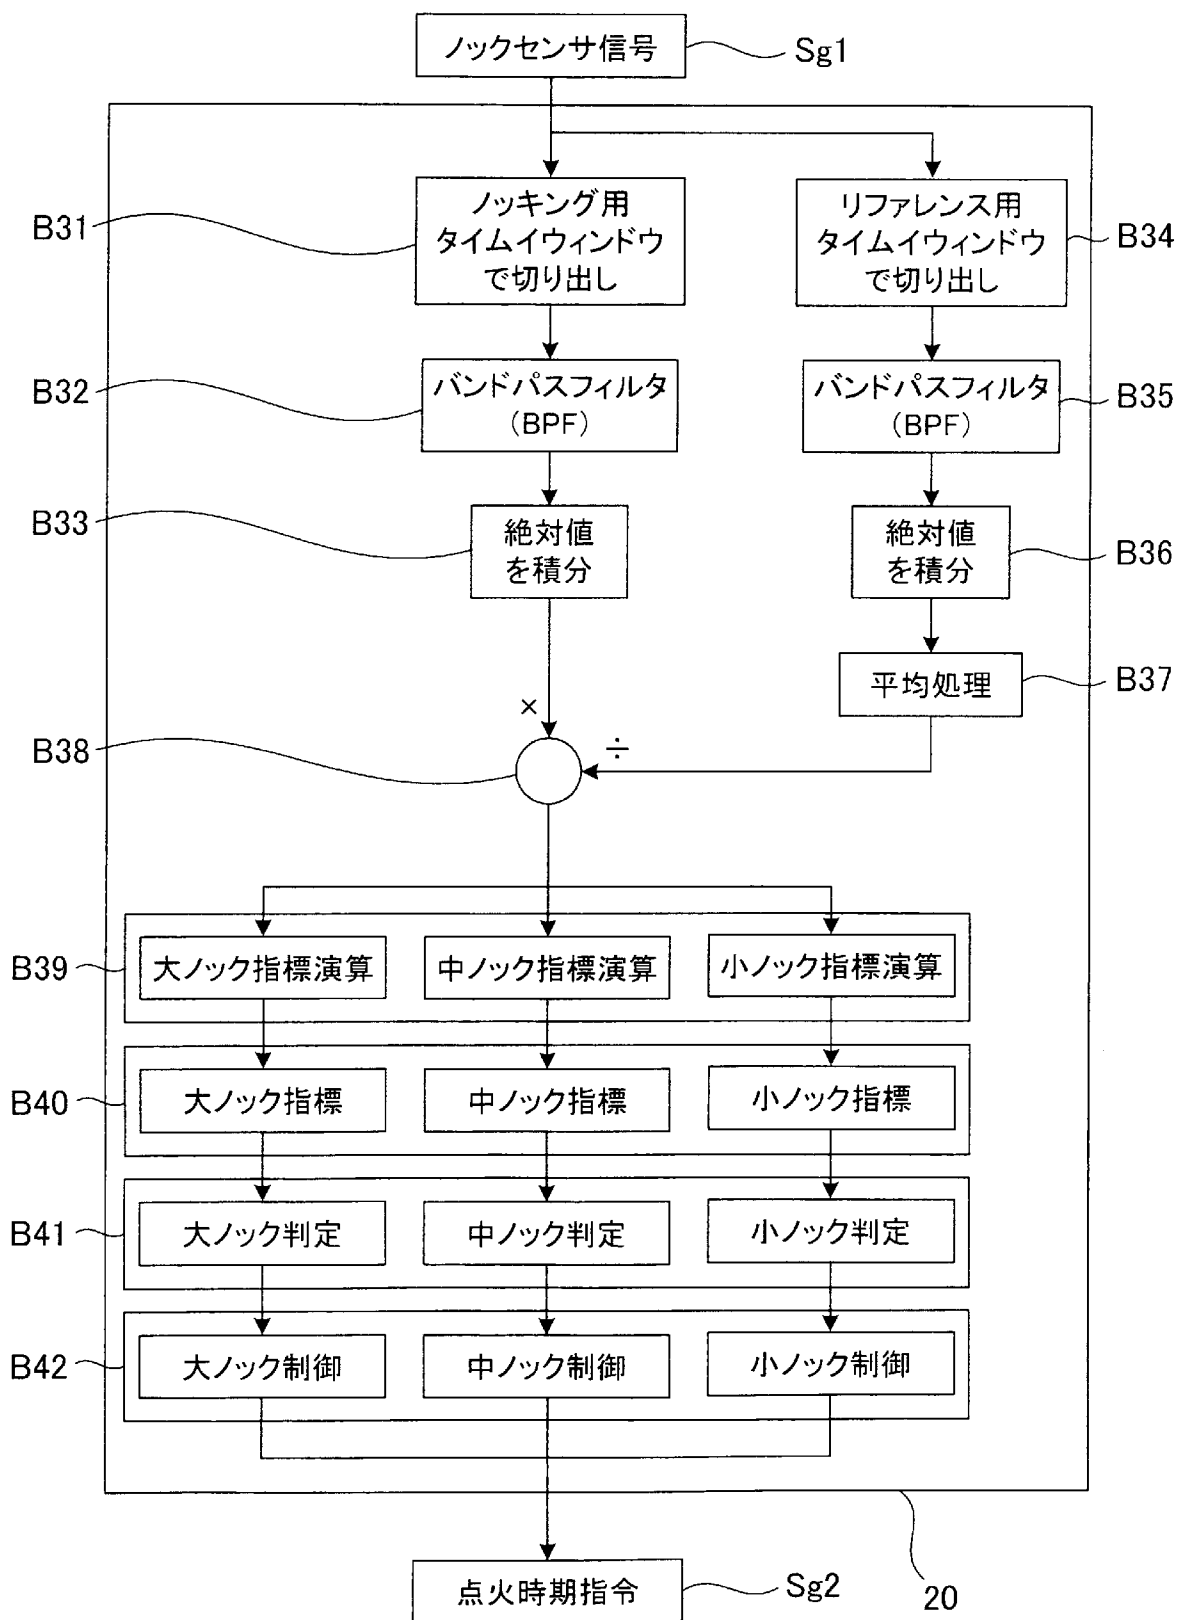 ノックセンサ信号
Sg1
ノッキング用
タイムイウィンドウ
で切り出し
B31
リファレンス用
タイムイウィンドウ
で切り出し
B34
バンドパスフィルタ
(BPF)
B32
バンドパスフィルタ
(BPF)
B35
絶対値
を積分
B33
絶対値
を積分
B36
平均処理
B37
×
÷
B38
B39
大ノック指標演算
中ノック指標演算
小ノック指標演算
B40
大ノック指標
中ノック指標
小ノック指標
B41
大ノック判定
中ノック判定
小ノック判定
B42
大ノック制御
中ノック制御
小ノック制御
点火時期指令
Sg2
20